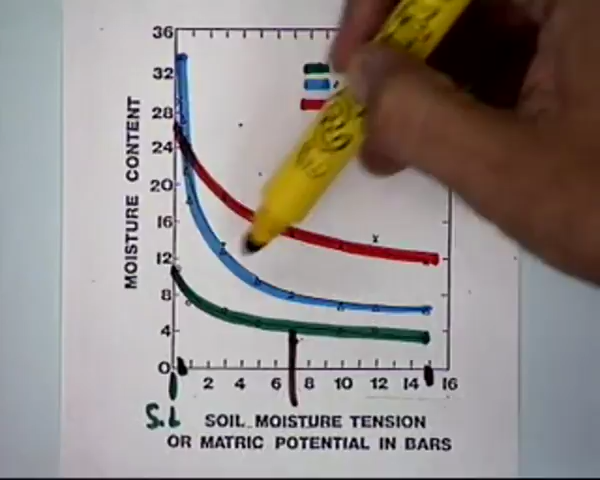 36
32
28
24
20
16
12
8
4
0
MOISTURE CONTENT
2 4 6 8 10 12 14 16
S.L
SOIL MOISTURE TENSION
OR MATRIC POTENTIAL IN BARS